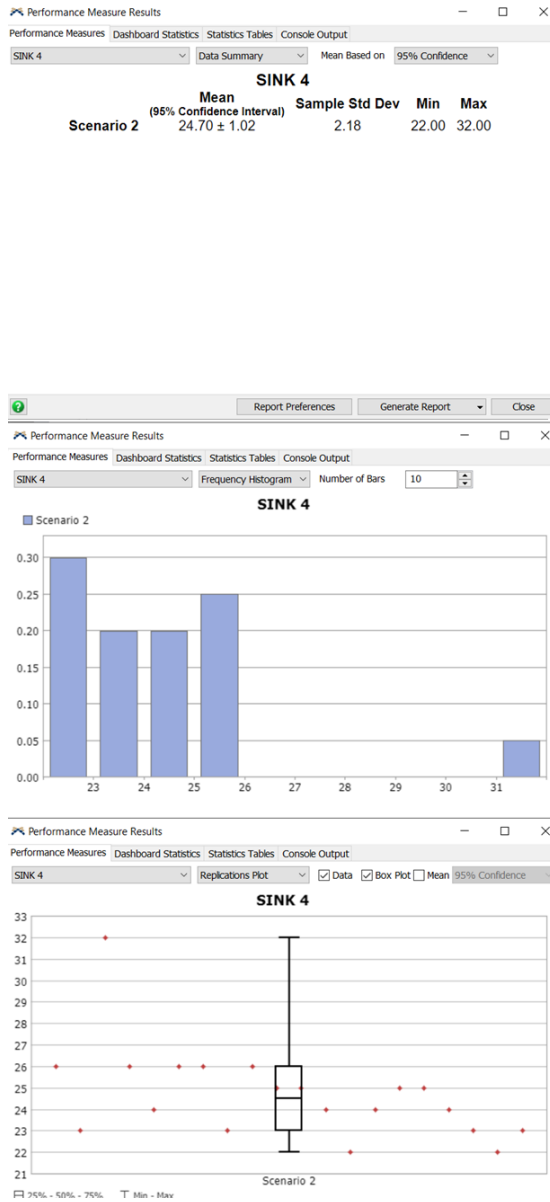 Performance Measure Results
Performance Measures Dashboard Statistics Statistics Tables Console Output
SINK 4 Data Summary Mean Based on 95% Confidence
SINK 4
Mean
(95% Confidence Interval) Sample Std Dev Min Max
Scenario 2 24.70 ± 1.02 2.18 22.00 32.00
Report Preferences Generate Report Close
Performance Measure Results
Performance Measures Dashboard Statistics Statistics Tables Console Output
SINK 4 Frequency Histogram Number of Bars 10
SINK 4
Scenario 2
0.30
0.25
0.20
0.15
0.10
0.05
0.00
23 24 25 26 27 28 29 30 31
Performance Measure Results
Performance Measures Dashboard Statistics Statistics Tables Console Output
SINK 4 Replications Plot Data Box Plot Mean 95% Confidence
SINK 4
33
32
31
30
29
28
27
26
25
24
23
22
21
Scenario 2
25% - 50% - 75% Min - Max